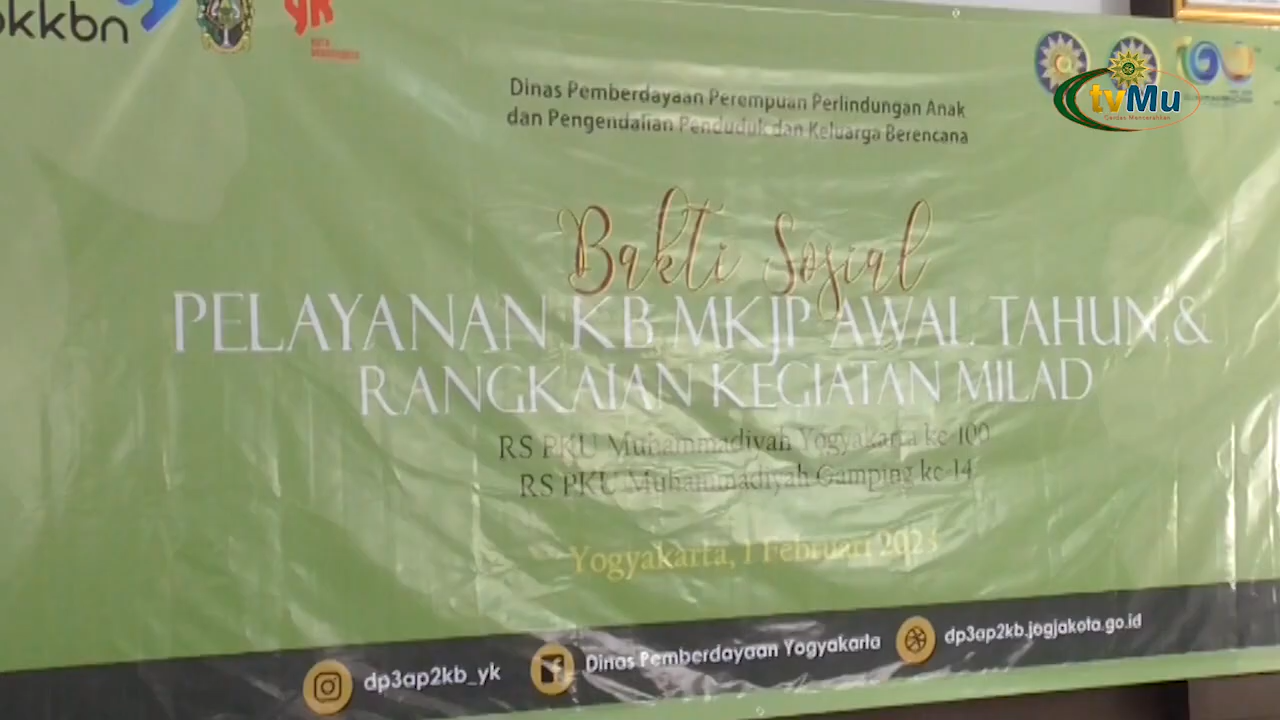 bkkbn
YK
tvMu
Dinas Pemberdayaan Perempuan Perlindungan Anak
dan Pengendalian Penduduk dan Keluarga Berencana
Bakti Sosial
PELAYANAN KB MKJP AWAL TAHUN &
RANGKAIAN KEGIATAN MILAD
RS PKU Muhammadiyah Yogyakarta ke-100
RS PKU Muhammadiyah Gamping ke-14
Yogyakarta, 1 Februari 2023
dp3ap2kb_yk
Dinas Pemberdayaan Yogyakarta
dp3ap2kb.jogjakota.go.id